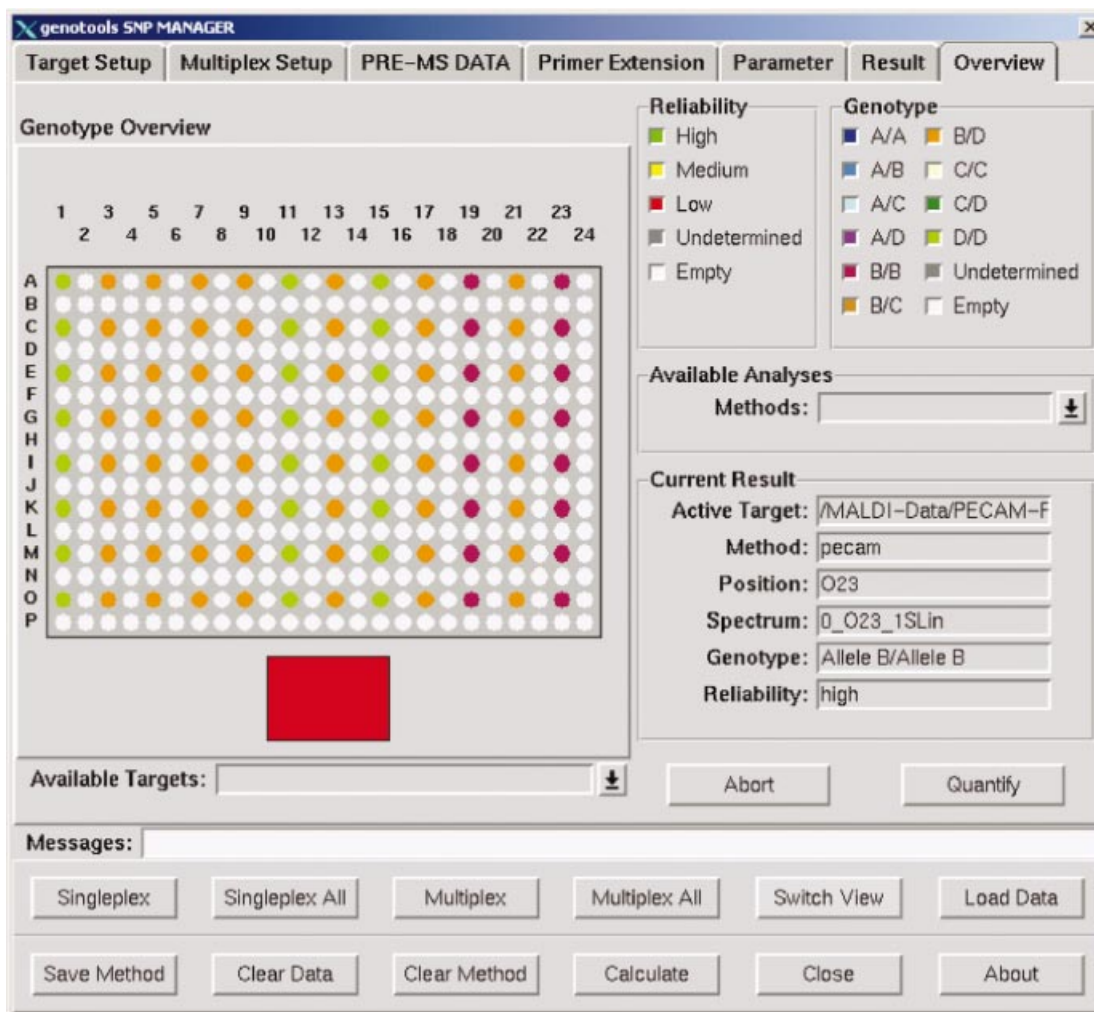 genotools SNP MANAGER
Target Setup Multiplex Setup PRE-MS DATA Primer Extension Parameter Result Overview
Genotype Overview
1 3 5 7 9 11 13 15 17 19 21 23
2 4 6 8 10 12 14 16 18 20 22 24
A
B
C
D
E
F
G
H
I
J
K
L
M
N
O
P
Reliability
High
Medium
Low
Undetermined
Empty
Genotype
A/A B/D
A/B C/C
A/C C/D
A/D D/D
B/B Undetermined
B/C Empty
Available Analyses
Methods:
Current Result
Active Target: /MALDI-Data/PECAM-F
Method: pecam
Position: O23
Spectrum: 0_O23_1SLin
Genotype: Allele B/Allele B
Reliability: high
Available Targets:
Abort Quantify
Messages:
Singleplex Singleplex All Multiplex Multiplex All Switch View Load Data
Save Method Clear Data Clear Method Calculate Close About